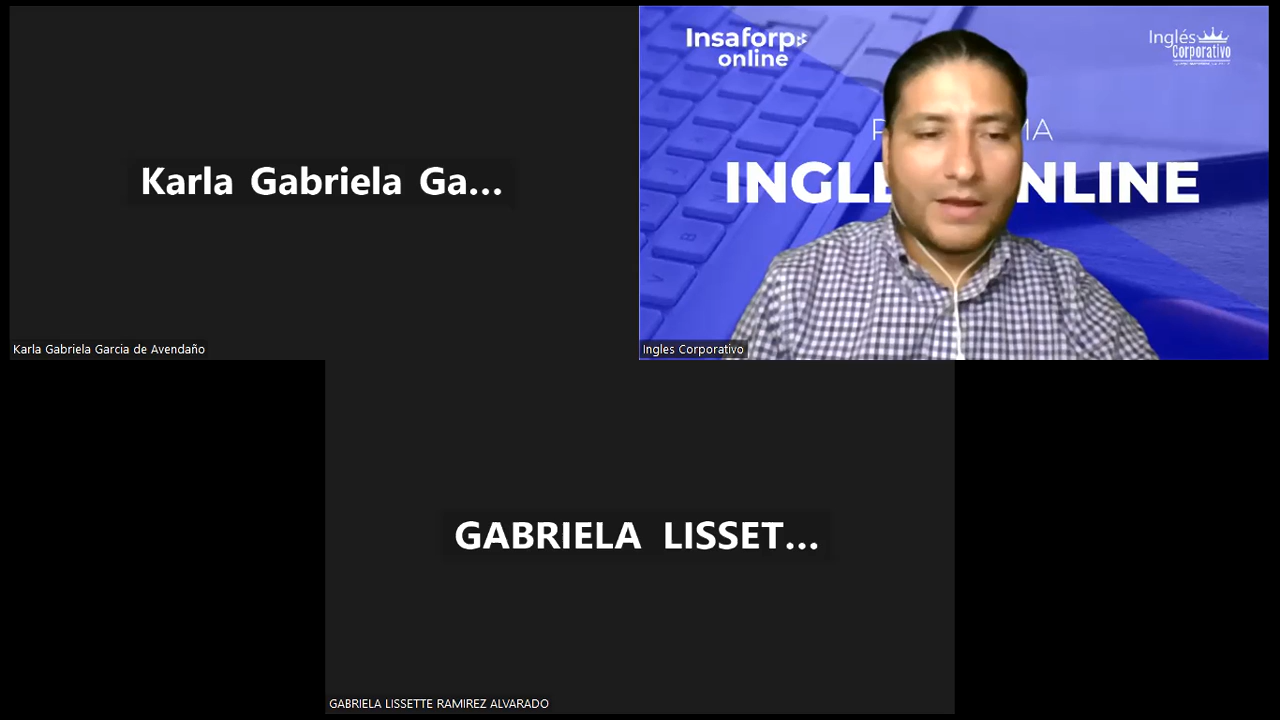 Karla Gabriela Ga...
Karla Gabriela Garcia de Avendaño
Insaforp
online
Inglés
Corporativo
INGLE NLINE
Ingles Corporativo
GABRIELA LISSET...
GABRIELA LISSETTE RAMIREZ ALVARADO